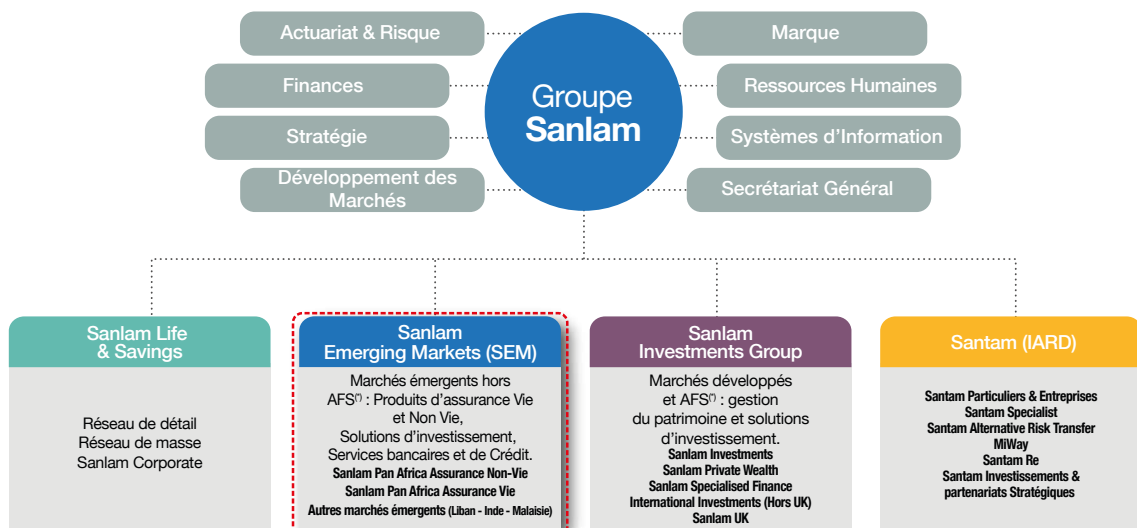 Actuariat & Risque
Finances
Stratégie
Développement des
Marchés
Groupe
Sanlam
Marque
Ressources Humaines
Systèmes d'Information
Secrétariat Général
Sanlam Life
& Savings
Réseau de détail
Réseau de masse
Sanlam Corporate
Sanlam
Emerging Markets (SEM)
Marchés émergents hors
AFS(*) : Produits d'assurance Vie
et Non Vie,
Solutions d'investissement,
Services bancaires et de Crédit.
Sanlam Pan Africa Assurance Non-Vie
Sanlam Pan Africa Assurance Vie
Autres marchés émergents (Liban - Inde - Malaisie)
Sanlam
Investments Group
Marchés développés
et AFS(*) : gestion
du patrimoine et solutions
d'investissement.
Sanlam Investments
Sanlam Private Wealth
Sanlam Specialised Finance
International Investments (Hors UK)
Sanlam UK
Santam (IARD)
Santam Particuliers & Entreprises
Santam Specialist
Santam Alternative Risk Transfer
MiWay
Santam Re
Santam Investissements &
partenariats Stratégiques